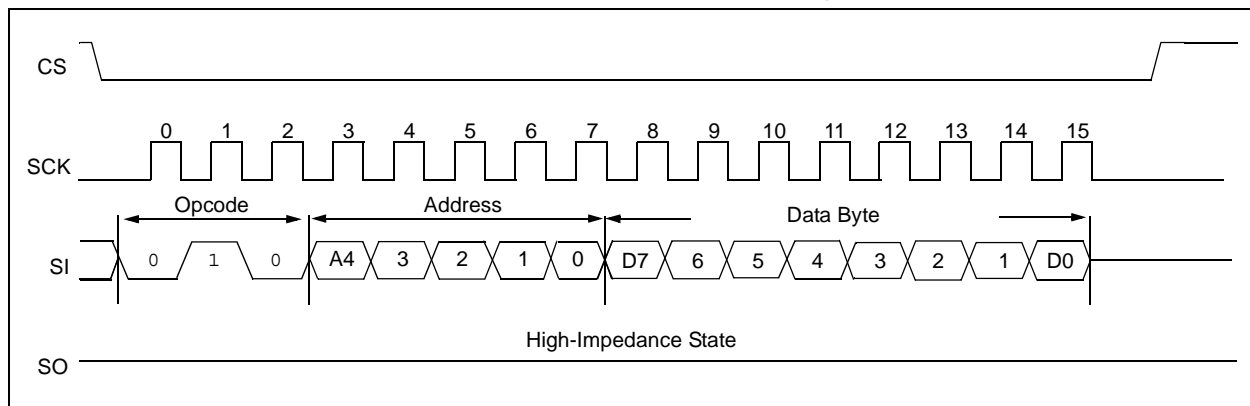 CS
0 1 2 3 4 5 6 7 8 9 10 11 12 13 14 15
SCK
Opcode Address Data Byte
SI 0 1 0 A4 3 2 1 0 D7 6 5 4 3 2 1 D0
High-Impedance State
SO